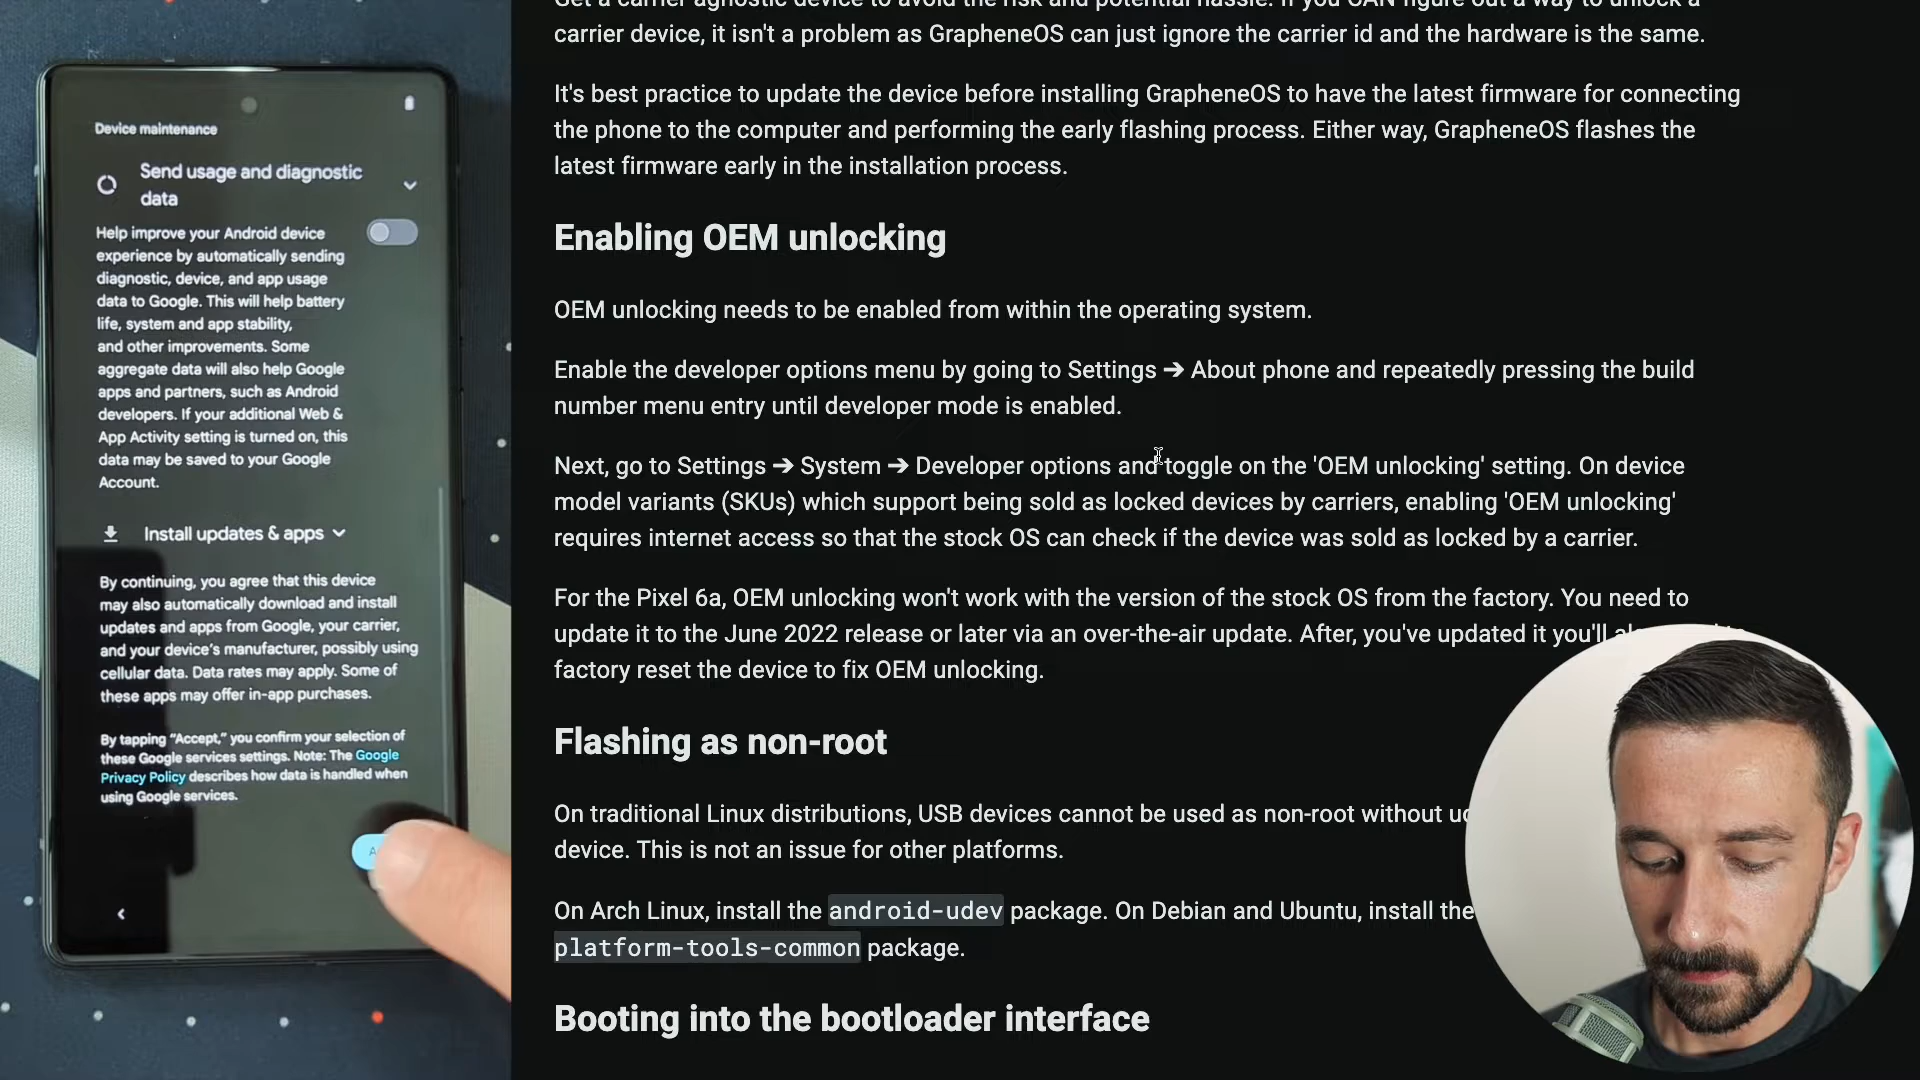 Device maintenance
Send usage and diagnostic
data
Help improve your Android device
experience by automatically sending
diagnostic, device, and app usage
data to Google. This will help battery
life, system and app stability,
and other improvements. Some
aggregate data will also help Google
apps and partners, such as Android
developers. If your additional Web &
App Activity setting is turned on, this
data may be saved to your Google
Account.
Install updates & apps
By continuing, you agree that this device
may also automatically download and install
updates and apps from Google, your carrier,
and your device's manufacturer, possibly using
cellular data. Data rates may apply. Some of
these apps may offer in-app purchases.
By tapping “Accept,” you confirm your selection of
these Google services settings. Note: The Google
Privacy Policy describes how data is handled when
using Google services.
Get a carrier agnostic device to avoid the risk and potential hassle. If you CAN figure out a way to unlock a
carrier device, it isn't a problem as GrapheneOS can just ignore the carrier id and the hardware is the same.
It's best practice to update the device before installing GrapheneOS to have the latest firmware for connecting
the phone to the computer and performing the early flashing process. Either way, GrapheneOS flashes the
latest firmware early in the installation process.
Enabling OEM unlocking
OEM unlocking needs to be enabled from within the operating system.
Enable the developer options menu by going to Settings ➔ About phone and repeatedly pressing the build
number menu entry until developer mode is enabled.
Next, go to Settings ➔ System ➔ Developer options and toggle on the 'OEM unlocking' setting. On device
model variants (SKUs) which support being sold as locked devices by carriers, enabling 'OEM unlocking'
requires internet access so that the stock OS can check if the device was sold as locked by a carrier.
For the Pixel 6a, OEM unlocking won't work with the version of the stock OS from the factory. You need to
update it to the June 2022 release or later via an over-the-air update. After, you've updated it you'll
factory reset the device to fix OEM unlocking.
Flashing as non-root
On traditional Linux distributions, USB devices cannot be used as non-root without
device. This is not an issue for other platforms.
On Arch Linux, install the android-udev package. On Debian and Ubuntu, install the
platform-tools-common package.
Booting into the bootloader interface